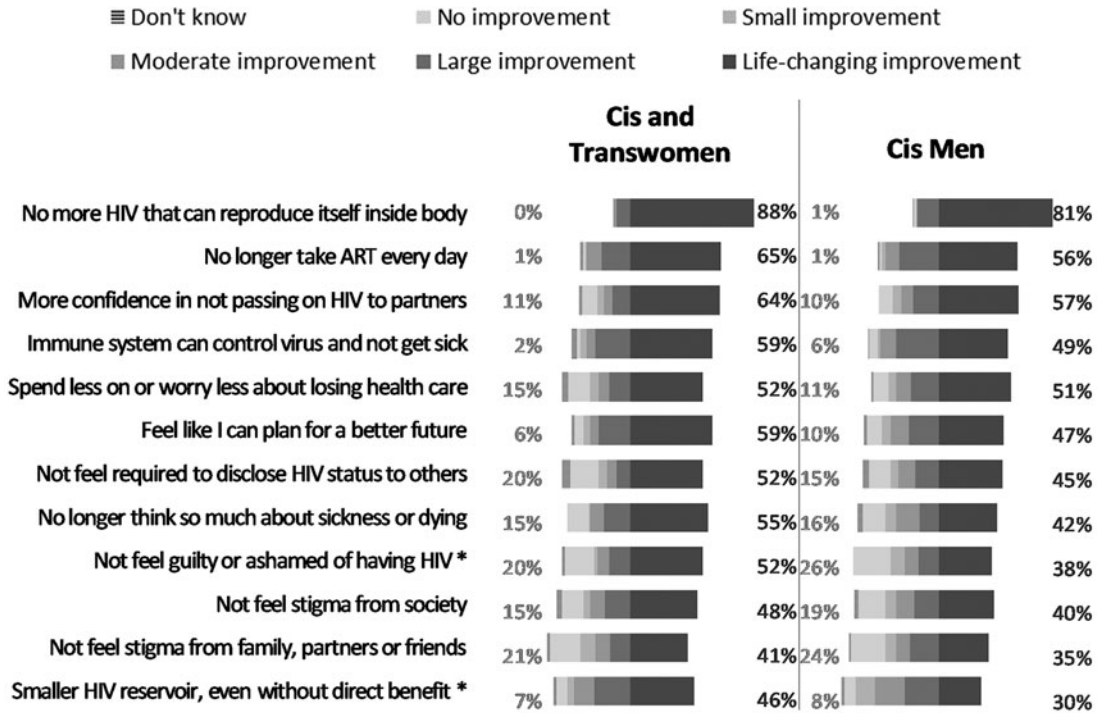 Don't know No improvement Small improvement
Moderate improvement Large improvement Life-changing improvement
Cis and
Transwomen
Cis Men
No more HIV that can reproduce itself inside body 0% 88% 1% 81%
No longer take ART every day 1% 65% 1% 56%
More confidence in not passing on HIV to partners 11% 64% 10% 57%
Immune system can control virus and not get sick 2% 59% 6% 49%
Spend less on or worry less about losing health care 15% 52% 11% 51%
Feel like I can plan for a better future 6% 59% 10% 47%
Not feel required to disclose HIV status to others 20% 52% 15% 45%
No longer think so much about sickness or dying 15% 55% 16% 42%
Not feel guilty or ashamed of having HIV * 20% 52% 26% 38%
Not feel stigma from society 15% 48% 19% 40%
Not feel stigma from family, partners or friends 21% 41% 24% 35%
Smaller HIV reservoir, even without direct benefit * 7% 46% 8% 30%